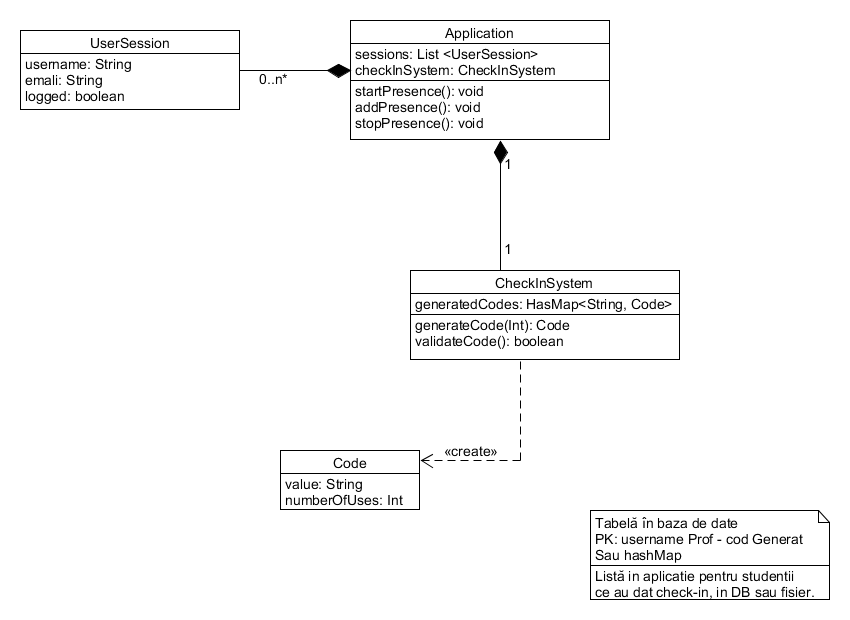 UserSession
username: String
emali: String
logged: boolean
0..n*
Application
sessions: List <UserSession>
checkInSystem: CheckInSystem
startPresence(): void
addPresence(): void
stopPresence(): void
1
1
CheckInSystem
generatedCodes: HasMap<String, Code>
generateCode(Int): Code
validateCode(): boolean
«create»
Code
value: String
numberOfUses: Int
Tabelă în baza de date
PK: username Prof - cod Generat
Sau hashMap
Listă in aplicatie pentru studentii
ce au dat check-in, in DB sau fisier.